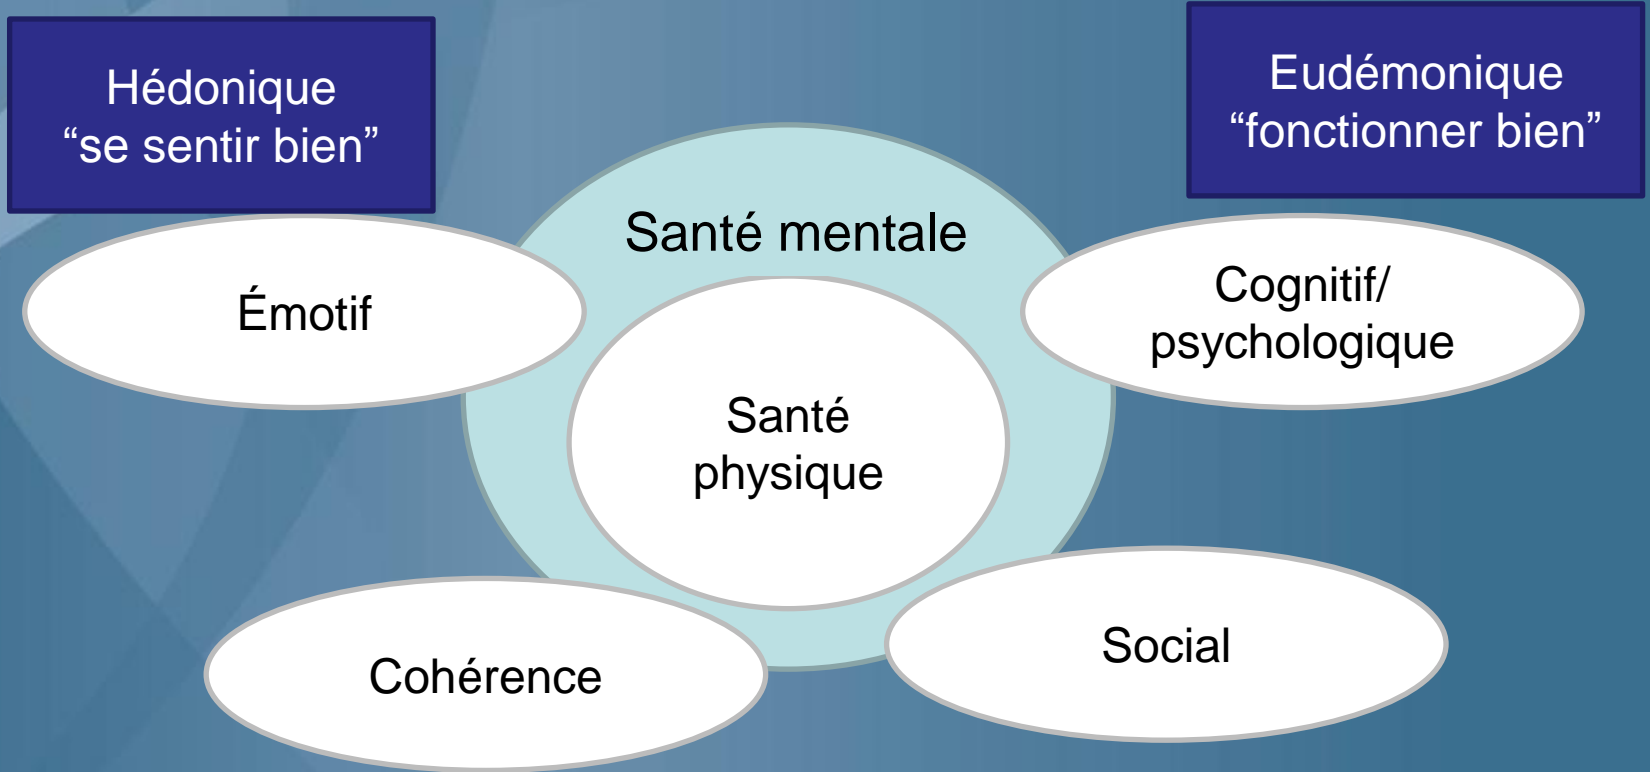 Hédonique
“se sentir bien”
Eudémonique
“fonctionner bien”
Santé mentale
Émotif
Cognitif/
psychologique
Santé
physique
Cohérence
Social